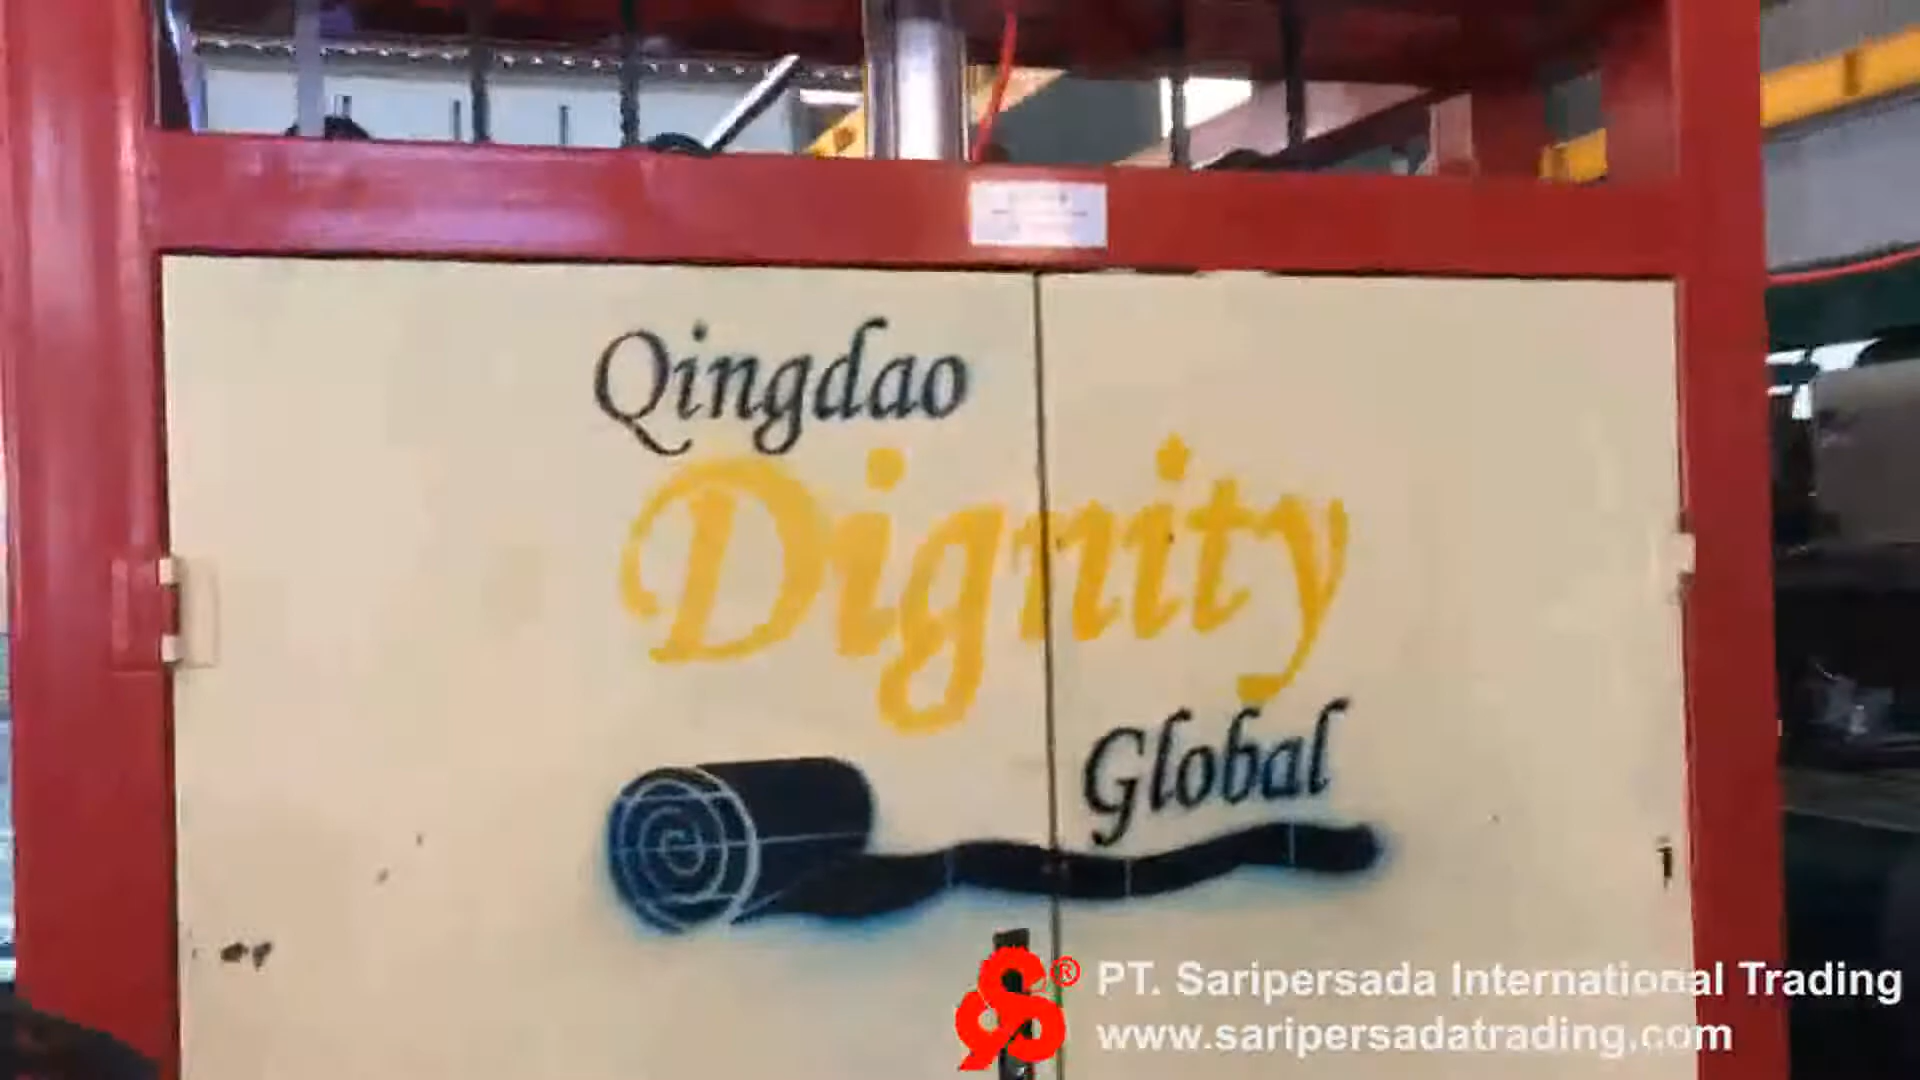 Qingdao
Dignity
Global
® PT. Saripersada International Trading
www.saripersadatrading.com